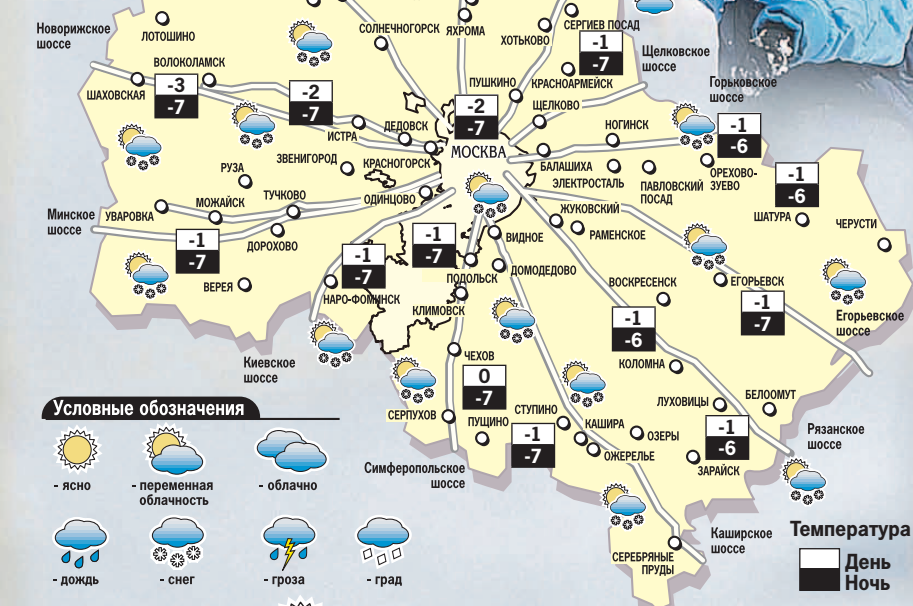 Новорижское
шоссе
ЛОТОШИНО
СОЛНЕЧНОГОРСК
ЯХРОМА
СЕРГИЕВ ПОСАД
ХОТЬКОВО
-1
-7
Щелковское
шоссе
ВОЛОКОЛАМСК
ШАХОВСКАЯ
-3
-7
-2
-7
ПУШКИНО
КРАСНОАРМЕЙСК
Горьковское
шоссе
-2
-7
ЩЕЛКОВО
ИСТРА
ДЕДОВСК
НОГИНСК
-1
-6
МОСКВА
ЗВЕНИГОРОД
КРАСНОГОРСК
БАЛАШИХА
ЭЛЕКТРОСТАЛЬ
ПАВЛОВСКИЙ
ПОСАД
ОРЕХОВО-
ЗУЕВО
РУЗА
-1
-6
ТУЧКОВО
ОДИНЦОВО
МОЖАЙСК
УВАРОВКА
Минское
шоссе
ЖУКОВСКИЙ
ШАТУРА
ЧЕРУСТИ
РАМЕНСКОЕ
ВИДНОЕ
ДОРОХОВО
-1
-7
-1
-7
-1
-7
ДОМОДЕДОВО
ПОДОЛЬСК
ВЕРЕЯ
НАРО-ФОМИНСК
КЛИМОВСК
ВОСКРЕСЕНСК
ЕГОРЬЕВСК
-1
-7
Егорьевское
шоссе
-1
-6
Киевское
шоссе
ЧЕХОВ
КОЛОМНА
0
-7
СЕРПУХОВ
ПУЩИНО
СТУПИНО
КАШИРА
-1
-7
ОЖЕРЕЛЬЕ
ОЗЕРЫ
ЛУХОВИЦЫ
БЕЛООМУТ
-1
-6
ЗАРАЙСК
Рязанское
шоссе
Симферопольское
шоссе
Каширское
шоссе
СЕРЕБРЯНЫЕ
ПРУДЫ
Условные обозначения
- ясно
- переменная
облачность
- облачно
- дождь
- снег
- гроза
- град
Температура
День
Ночь